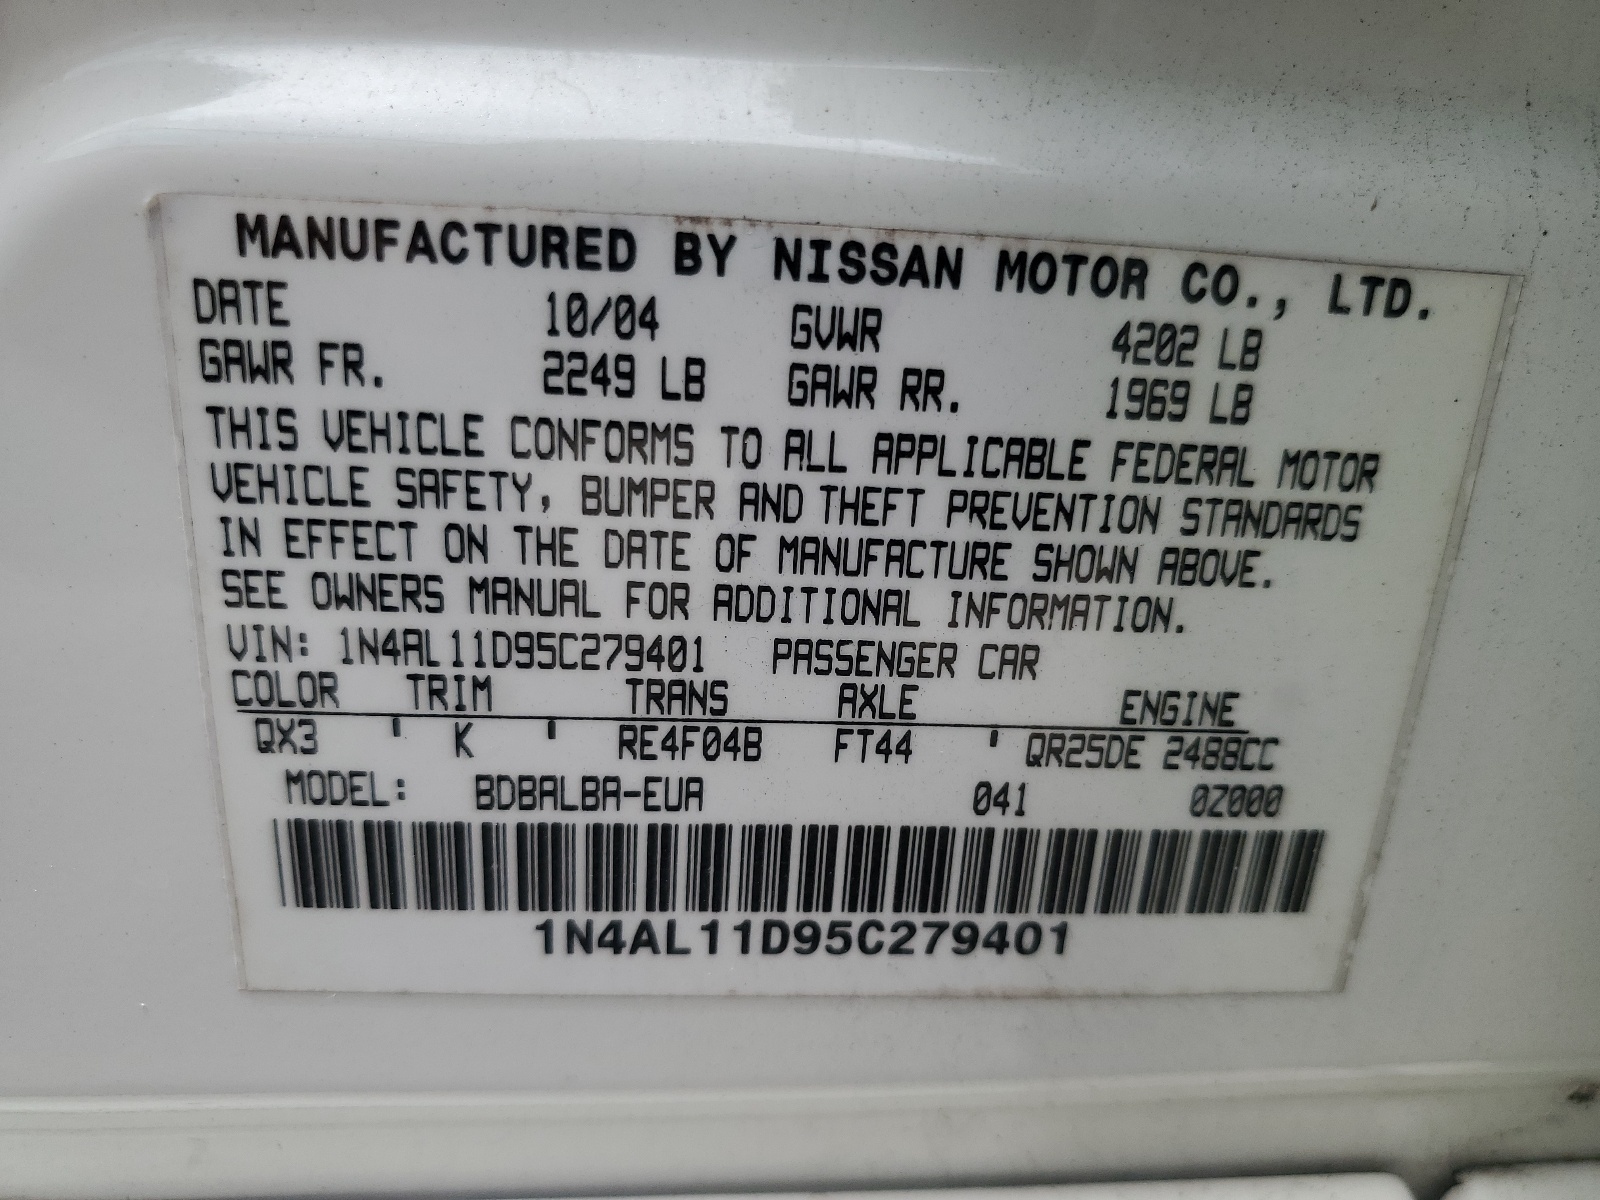 MANUFACTURED BY NISSAN MOTOR CO., LTD.
DATE 10/04 GVWR 4202 LB
GAWR FR. 2249 LB GAWR RR. 1969 LB
THIS VEHICLE CONFORMS TO ALL APPLICABLE FEDERAL MOTOR
VEHICLE SAFETY, BUMPER AND THEFT PREVENTION STANDARDS
IN EFFECT ON THE DATE OF MANUFACTURE SHOWN ABOVE.
SEE OWNERS MANUAL FOR ADDITIONAL INFORMATION.
VIN: 1N4AL11D95C279401 PASSENGER CAR
COLOR TRIM TRANS AXLE ENGINE
QX3 ' K ' RE4F04B FT44 ' QR25DE 2488CC
MODEL: BDBALBA-EUA 041 0Z000
1N4AL11D95C279401